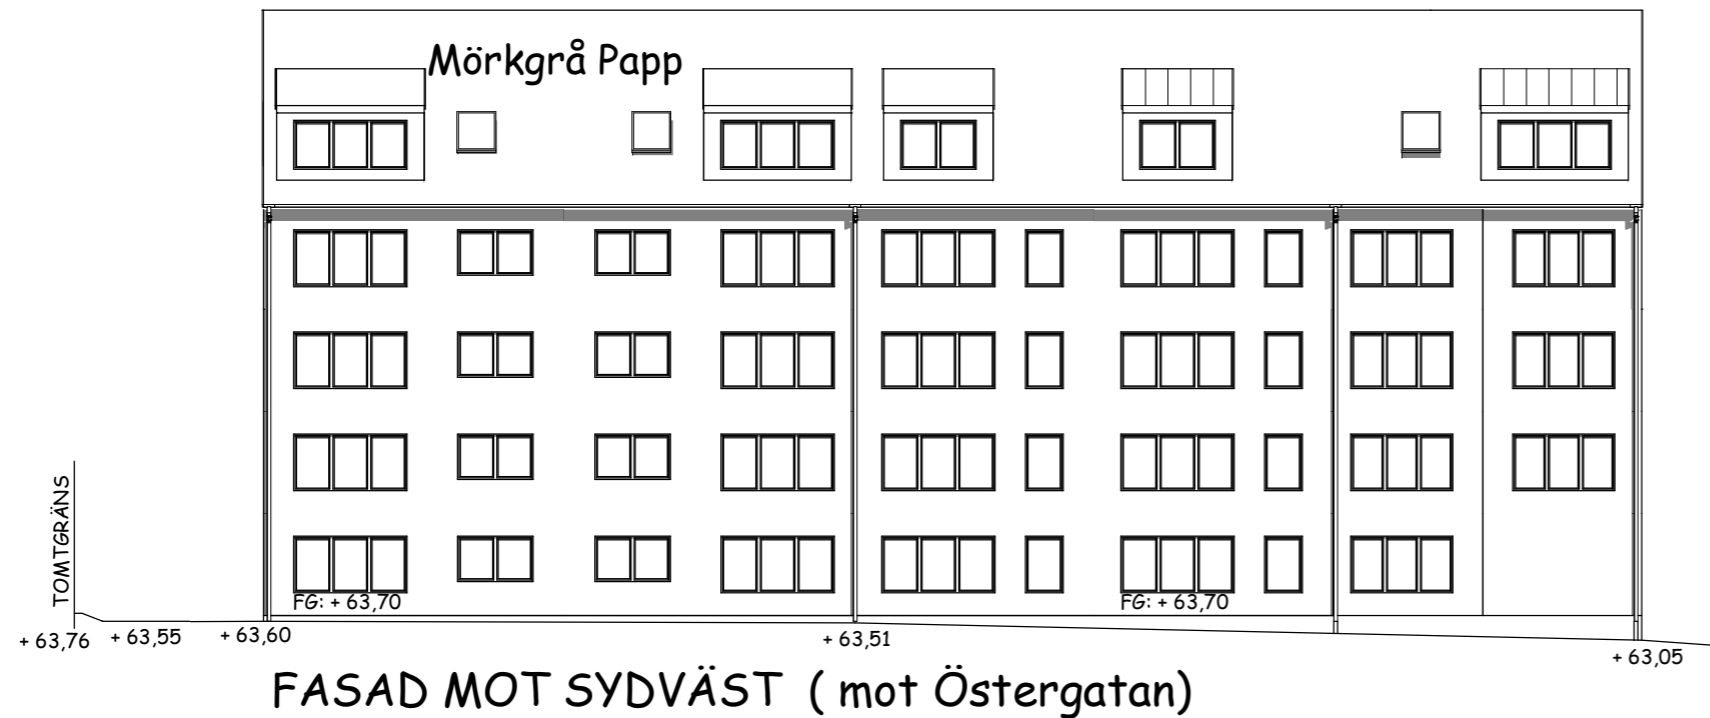 Mörkgrå Papp
TOMTGRÄNS
FG: + 63,70
FG: + 63,70
+ 63,76
+ 63,55
+ 63,60
+ 63,51
+ 63,05
FASAD MOT SYDVÄST ( mot Östergatan)